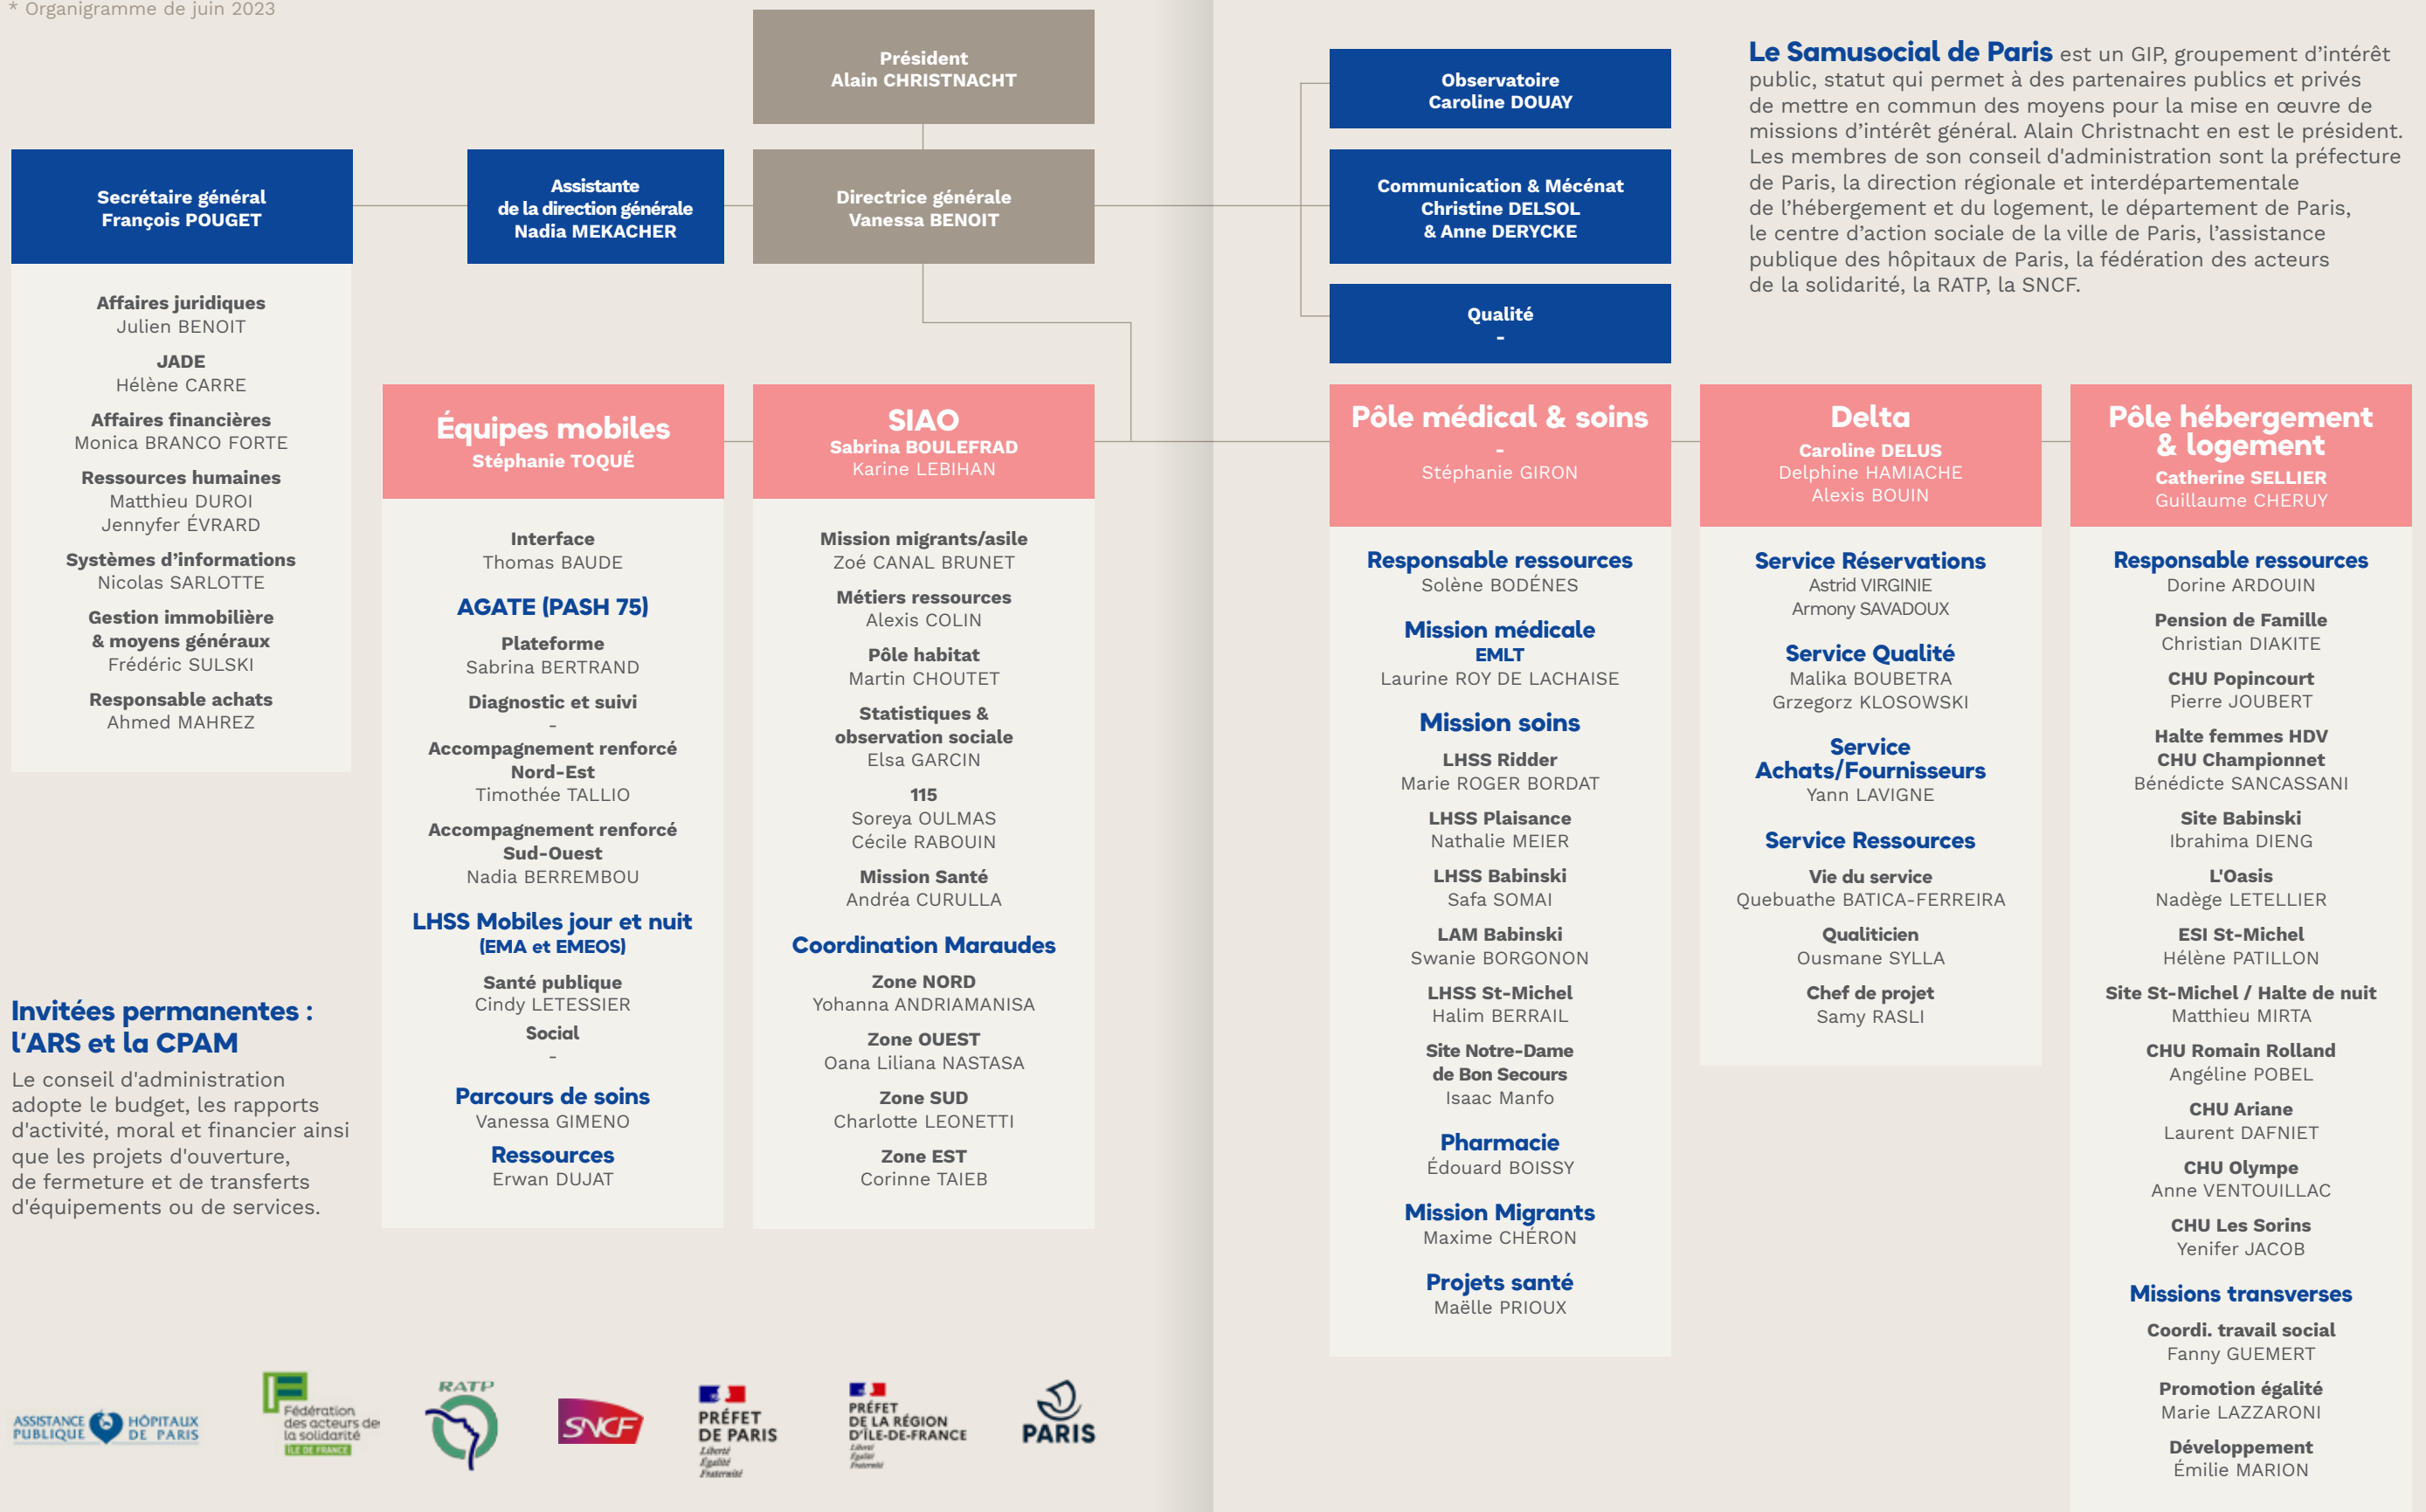 * Organigramme de juin 2023
Président
Alain CHRISTNACHT
Secrétaire général
François POUGET
Assistante
de la direction générale
Nadia MEKACHER
Directrice générale
Vanessa BENOIT
Observatoire
Caroline DOUAY
Communication & Mécénat
Christine DELSOL
& Anne DERYCKE
Qualité
-
Le Samusocial de Paris est un GIP, groupement d’intérêt
public, statut qui permet à des partenaires publics et privés
de mettre en commun des moyens pour la mise en œuvre de
missions d’intérêt général. Alain Christnacht en est le président.
Les membres de son conseil d'administration sont la préfecture
de Paris, la direction régionale et interdépartementale
de l’hébergement et du logement, le département de Paris,
le centre d’action sociale de la ville de Paris, l’assistance
publique des hôpitaux de Paris, la fédération des acteurs
de la solidarité, la RATP, la SNCF.
Affaires juridiques
Julien BENOIT
JADE
Hélène CARRE
Affaires financières
Monica BRANCO FORTE
Ressources humaines
Matthieu DUROI
Jennyfer ÉVRARD
Systèmes d’informations
Nicolas SARLOTTE
Gestion immobilière
& moyens généraux
Frédéric SULSKI
Responsable achats
Ahmed MAHREZ
Équipes mobiles
Stéphanie TOQUÉ
Interface
Thomas BAUDE
AGATE (PASH 75)
Plateforme
Sabrina BERTRAND
Diagnostic et suivi
-
Accompagnement renforcé
Nord-Est
Timothée TALLIO
Accompagnement renforcé
Sud-Ouest
Nadia BERREMBOU
LHSS Mobiles jour et nuit
(EMA et EMEOS)
Santé publique
Cindy LETESSIER
Social
-
Parcours de soins
Vanessa GIMENO
Ressources
Erwan DUJAT
SIAO
Sabrina BOULEFRAD
Karine LEBIHAN
Mission migrants/asile
Zoé CANAL BRUNET
Métiers ressources
Alexis COLIN
Pôle habitat
Martin CHOUTET
Statistiques &
observation sociale
Elsa GARCIN
115
Soreya OULMAS
Cécile RABOUIN
Mission Santé
Andréa CURULLA
Coordination Maraudes
Zone NORD
Yohanna ANDRIAMANISA
Zone OUEST
Oana Liliana NASTASA
Zone SUD
Charlotte LEONETTI
Zone EST
Corinne TAIEB
Pôle médical & soins
-
Stéphanie GIRON
Responsable ressources
Solène BODÉNES
Mission médicale
EMLT
Laurine ROY DE LACHAISE
Mission soins
LHSS Ridder
Marie ROGER BORDAT
LHSS Plaisance
Nathalie MEIER
LHSS Babinski
Safa SOMAI
LAM Babinski
Swanie BORGONON
LHSS St-Michel
Halim BERRAIL
Site Notre-Dame
de Bon Secours
Isaac Manfo
Pharmacie
Édouard BOISSY
Mission Migrants
Maxime CHÉRON
Projets santé
Maëlle PRIOUX
Delta
Caroline DELUS
Delphine HAMIACHE
Alexis BOUIN
Service Réservations
Astrid VIRGINIE
Armony SAVADOUX
Service Qualité
Malika BOUBETRA
Grzegorz KLOSOWSKI
Service
Achats/Fournisseurs
Yann LAVIGNE
Service Ressources
Vie du service
Quebuathe BATICA-FERREIRA
Qualiticien
Ousmane SYLLA
Chef de projet
Samy RASLI
Pôle hébergement
& logement
Catherine SELLIER
Guillaume CHERUY
Responsable ressources
Dorine ARDOUIN
Pension de Famille
Christian DIAKITE
CHU Popincourt
Pierre JOUBERT
Halte femmes HDV
CHU Championnet
Bénédicte SANCASSANI
Site Babinski
Ibrahima DIENG
L'Oasis
Nadège LETELLIER
ESI St-Michel
Hélène PATILLON
Site St-Michel / Halte de nuit
Matthieu MIRTA
CHU Romain Rolland
Angéline POBEL
CHU Ariane
Laurent DAFNIET
CHU Olympe
Anne VENTOUILLAC
CHU Les Sorins
Yenifer JACOB
Missions transverses
Coordi. travail social
Fanny GUEMERT
Promotion égalité
Marie LAZZARONI
Développement
Émilie MARION
Invitées permanentes :
l'ARS et la CPAM
Le conseil d'administration
adopte le budget, les rapports
d'activité, moral et financier ainsi
que les projets d'ouverture,
de fermeture et de transferts
d'équipements ou de services.
ASSISTANCE HÔPITAUX
PUBLIQUE DE PARIS
Fédération
des acteurs de
la solidarité
ÎLE DE FRANCE
RATP
SNCF
PRÉFET
DE PARIS
Liberté
Égalité
Fraternité
PRÉFET
DE LA RÉGION
D'ÎLE-DE-FRANCE
Liberté
Égalité
Fraternité
PARIS